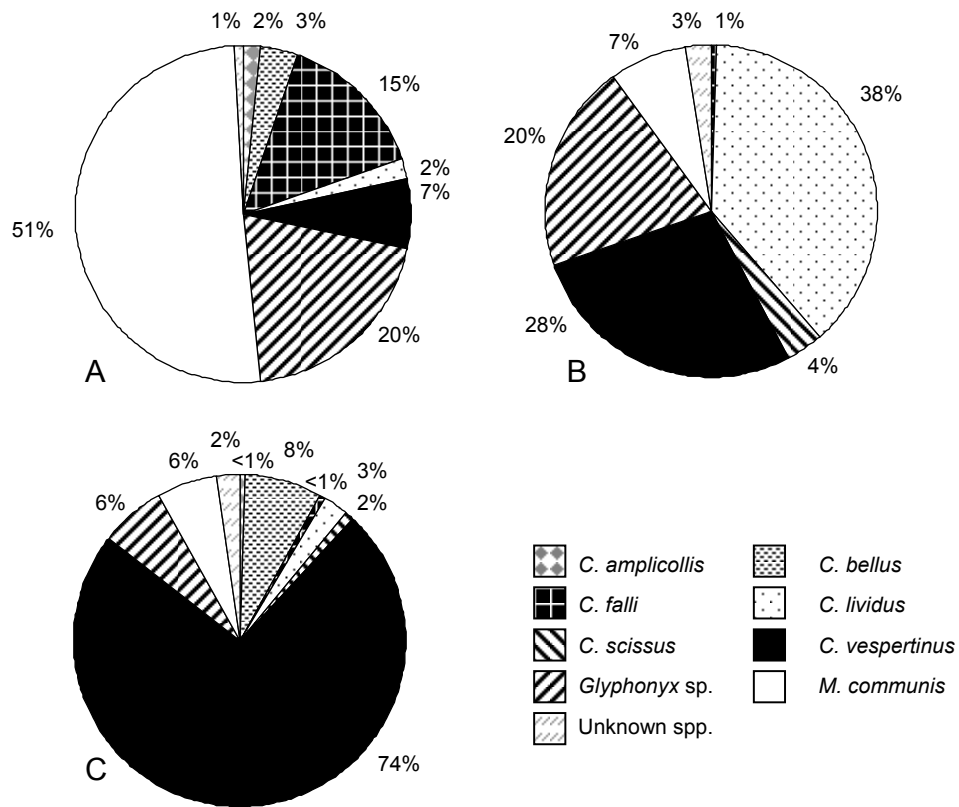 1% 2% 3%
15%
2%
7%
20%
51%
A
3% 1%
7%
38%
20%
28%
4%
B
2% <1% 8% <1% 3%
6%
2%
6%
74%
C
C. amplicollis
C. bellus
C. falli
C. lividus
C. scissus
C. vespertinus
Glyphonyx sp.
M. communis
Unknown spp.